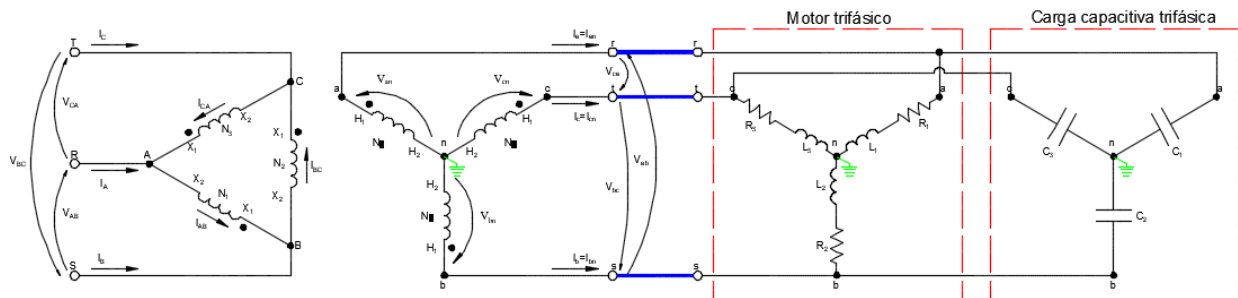 Motor trifásico
Carga capacitiva trifásica
T
I_C
V_CA
V_BC
R
I_A
A
V_AB
S
I_B
C
I_CA
X_2
N_3
X_1
X_1
N_2
I_BC
X_2
X_2
N_1
X_1
I_AB
B
V_an
V_cn
a
c
H_1
H_1
N
N
H_2
H_2
n
H_2
V_bn
N
H_1
b
I_a=I_an
r
r
V_ca
t
t
I_c=I_cn
V_ab
V_bc
I_b=I_bn
s
s
a
R_3
R_1
L_3
n
L_1
L_2
R_2
b
c
a
C_3
n
C_1
C_2
b